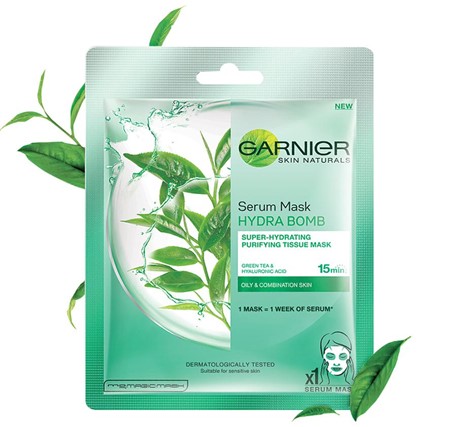 NEW
GARNIER
SKIN NATURALS
Serum Mask
HYDRA BOMB
SUPER-HYDRATING
PURIFYING TISSUE MASK
GREEN TEA &
HYALURONIC ACID
15min
OILY & COMBINATION SKIN
1 MASK = 1 WEEK OF SERUM*
DERMATOLOGICALLY TESTED
Suitable for sensitive skin
x1
SERUM MASK